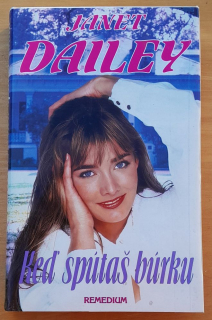 JANET
DAILEY
Keď spútaš búrku
REMEDIUM